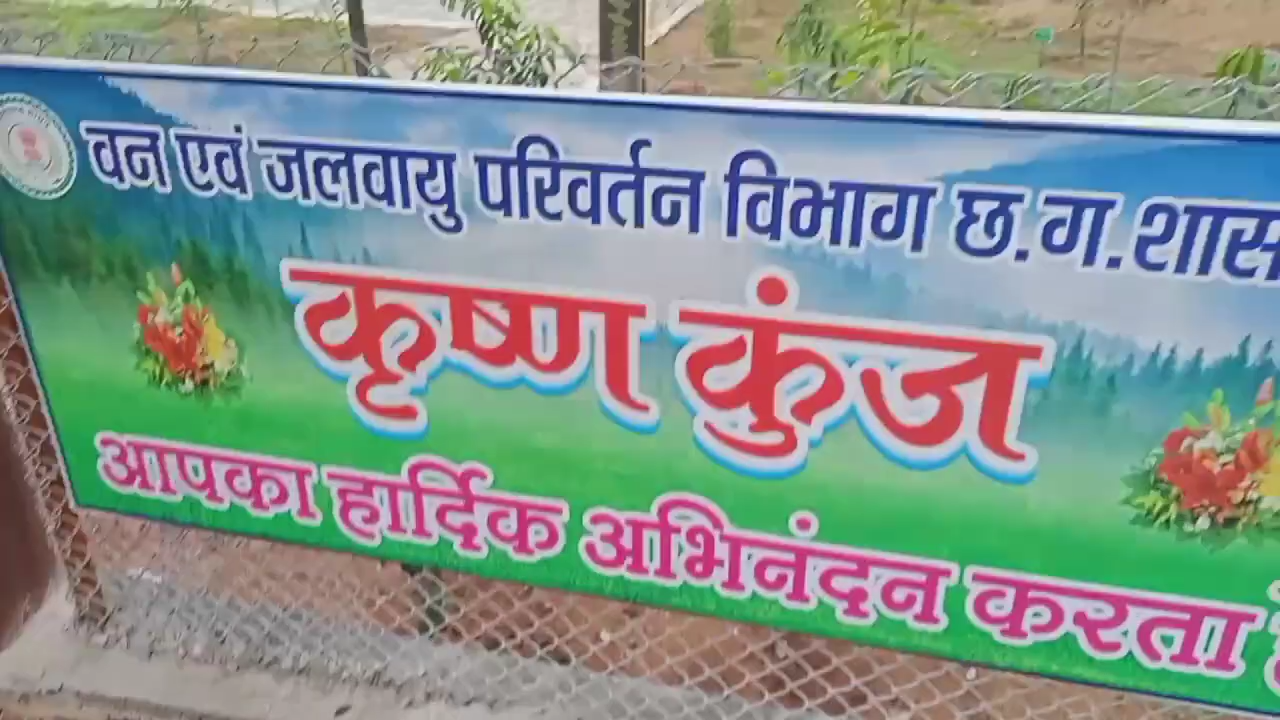 वन एवं जलवायु परिवर्तन विभाग छ.ग.शास
कृष्ण कुंज
आपका हार्दिक अभिनंदन करता